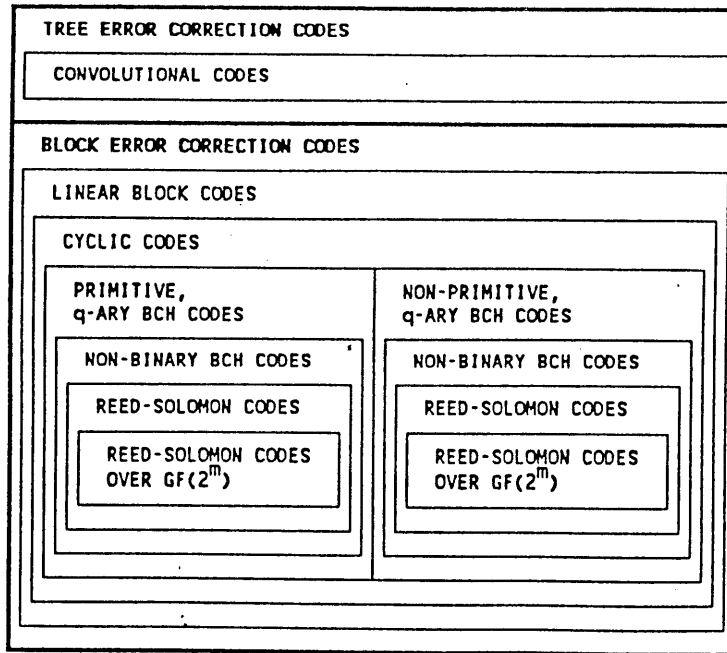 TREE ERROR CORRECTION CODES
CONVOLUTIONAL CODES
BLOCK ERROR CORRECTION CODES
LINEAR BLOCK CODES
CYCLIC CODES
PRIMITIVE,
q-ARY BCH CODES
NON-BINARY BCH CODES
REED-SOLOMON CODES
REED-SOLOMON CODES
OVER GF(2^m)
NON-PRIMITIVE,
q-ARY BCH CODES
NON-BINARY BCH CODES
REED-SOLOMON CODES
REED-SOLOMON CODES
OVER GF(2^m)